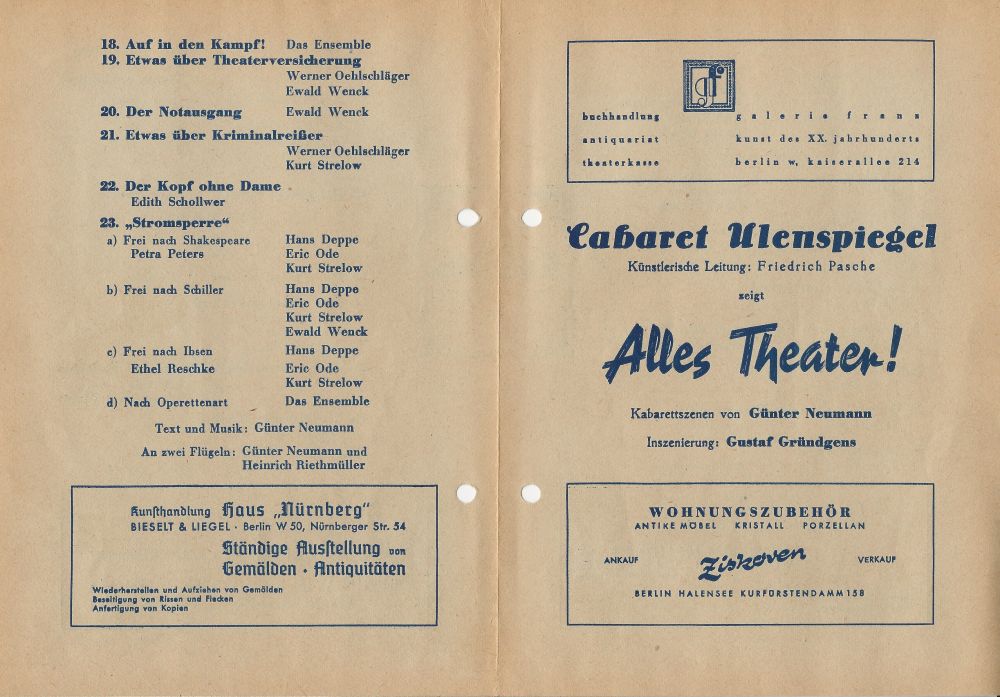 18. Auf in den Kampf! Das Ensemble
19. Etwas über Theaterversicherung
Werner Oehlschläger
Ewald Wenck
20. Der Notausgang Ewald Wenck
21. Etwas über Kriminalreißer
Werner Oehlschläger
Kurt Strelow
22. Der Kopf ohne Dame
Edith Schollwer
23. „Stromsperre“
a) Frei nach Shakespeare Hans Deppe
Petra Peters Eric Ode
Kurt Strelow
b) Frei nach Schiller Hans Deppe
Eric Ode
Kurt Strelow
Ewald Wenck
c) Frei nach Ibsen Hans Deppe
Ethel Reschke Eric Ode
Kurt Strelow
d) Nach Operettenart Das Ensemble
Text und Musik: Günter Neumann
An zwei Flügeln: Günter Neumann und
Heinrich Riethmüller
Kunsthandlung Haus „Nürnberg“
BIESELT & LIEGEL · Berlin W 50, Nürnberger Str. 54
Ständige Ausstellung von
Gemälden · Antiquitäten
Wiederherstellen und Aufziehen von Gemälden
Beseitigung von Rissen und Flecken
Anfertigung von Kopien
gf
buchhandlung galerie franz
antiquariat kunst des XX. jahrhunderts
theaterkasse berlin w, kaiserallee 214
Cabaret Ulenspiegel
Künstlerische Leitung: Friedrich Pasche
zeigt
Alles Theater!
Kabarettszenen von Günter Neumann
Inszenierung: Gustaf Gründgens
WOHNUNGSZUBEHÖR
ANTIKE MÖBEL KRISTALL PORZELLAN
ANKAUF Ziskoven VERKAUF
BERLIN HALENSEE KURFÜRSTENDAMM 158